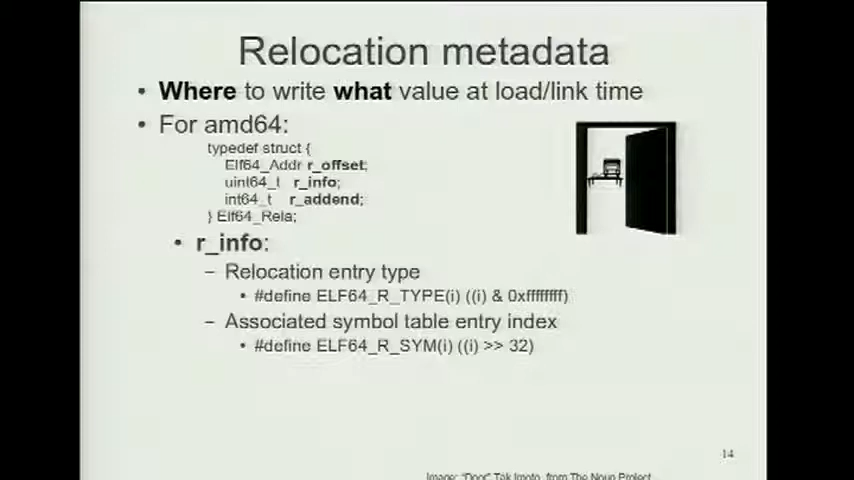 Relocation metadata
• Where to write what value at load/link time
• For amd64:
typedef struct {
Elf64_Addr r_offset;
uint64_t r_info;
int64_t r_addend;
} Elf64_Rela;
• r_info:
– Relocation entry type
• #define ELF64_R_TYPE(i) ((i) & 0xffffffff)
– Associated symbol table entry index
• #define ELF64_R_SYM(i) ((i) >> 32)
14
Image: "Door" Tak Imoto, from The Noun Project